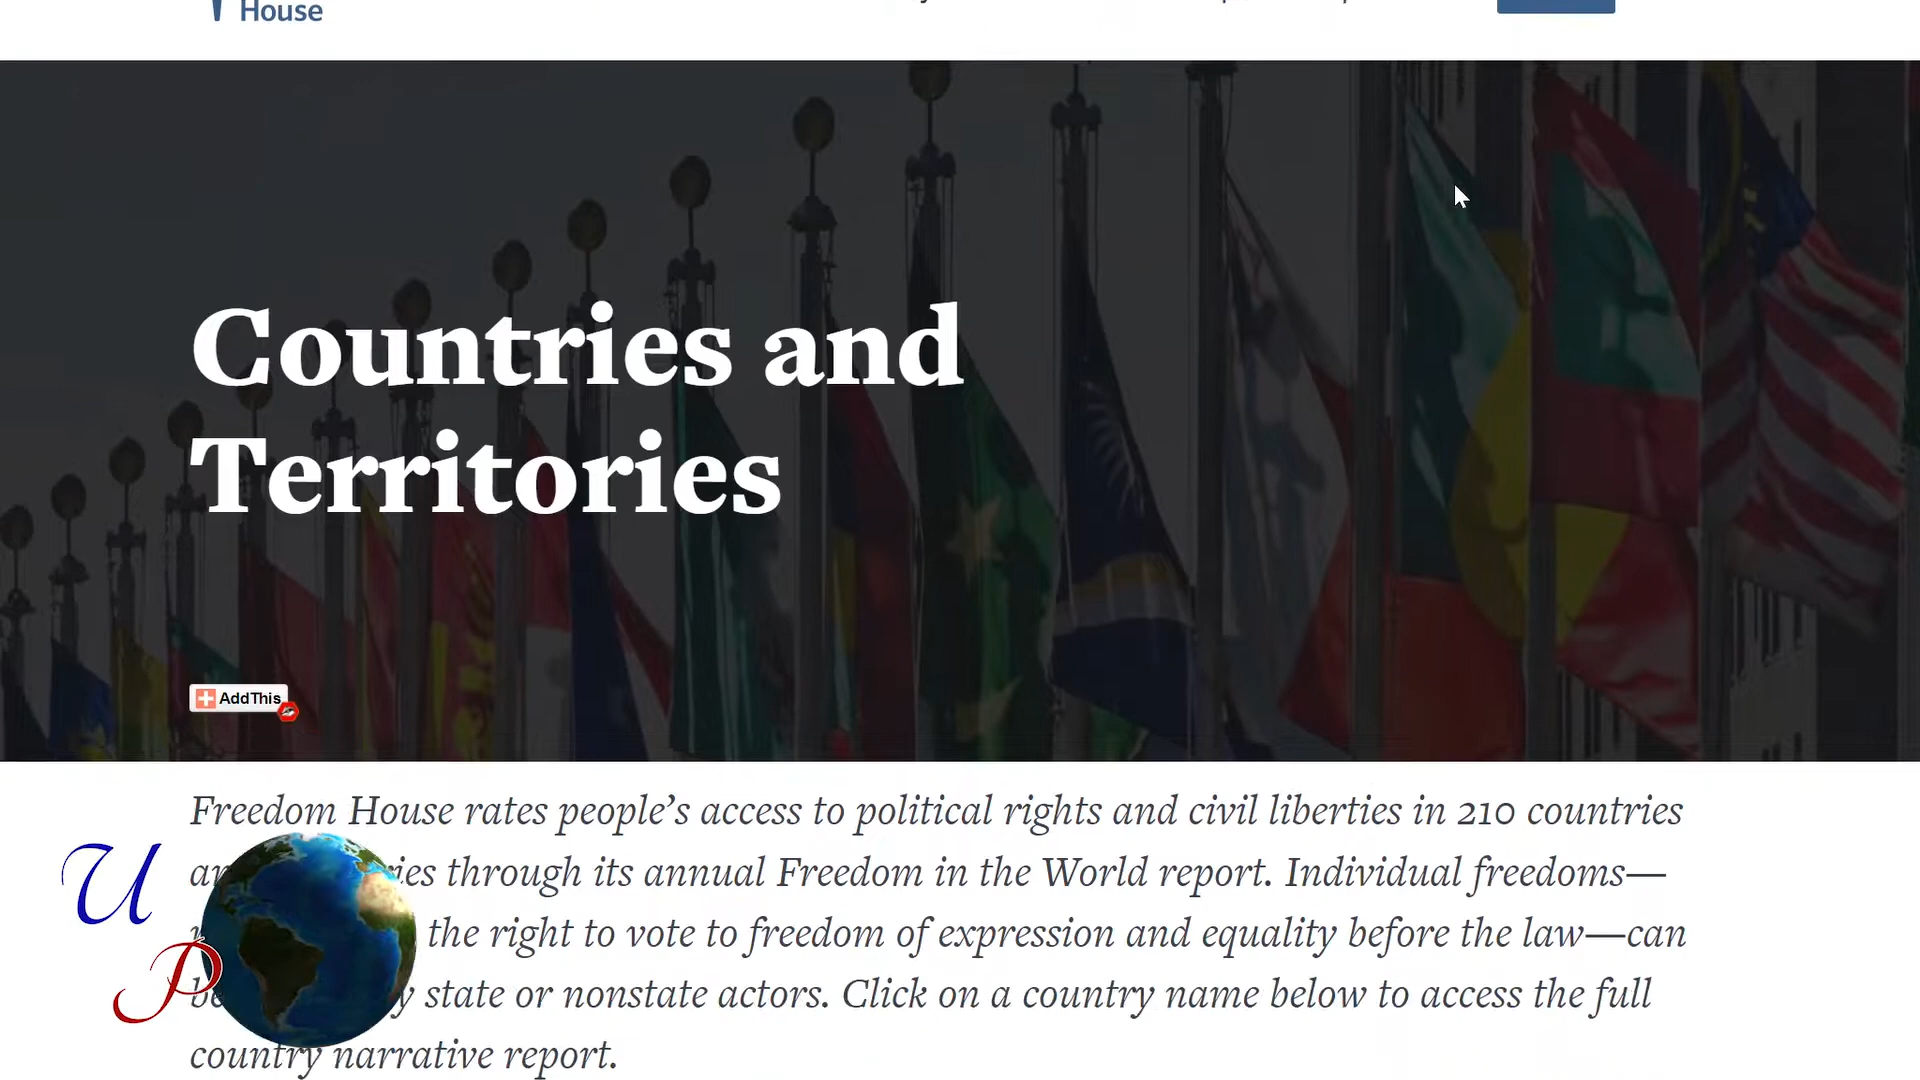 House
Countries and
Territories
AddThis
Freedom House rates people’s access to political rights and civil liberties in 210 countries
through its annual Freedom in the World report. Individual freedoms—
the right to vote to freedom of expression and equality before the law—can
state or nonstate actors. Click on a country name below to access the full
country narrative report.
U
P